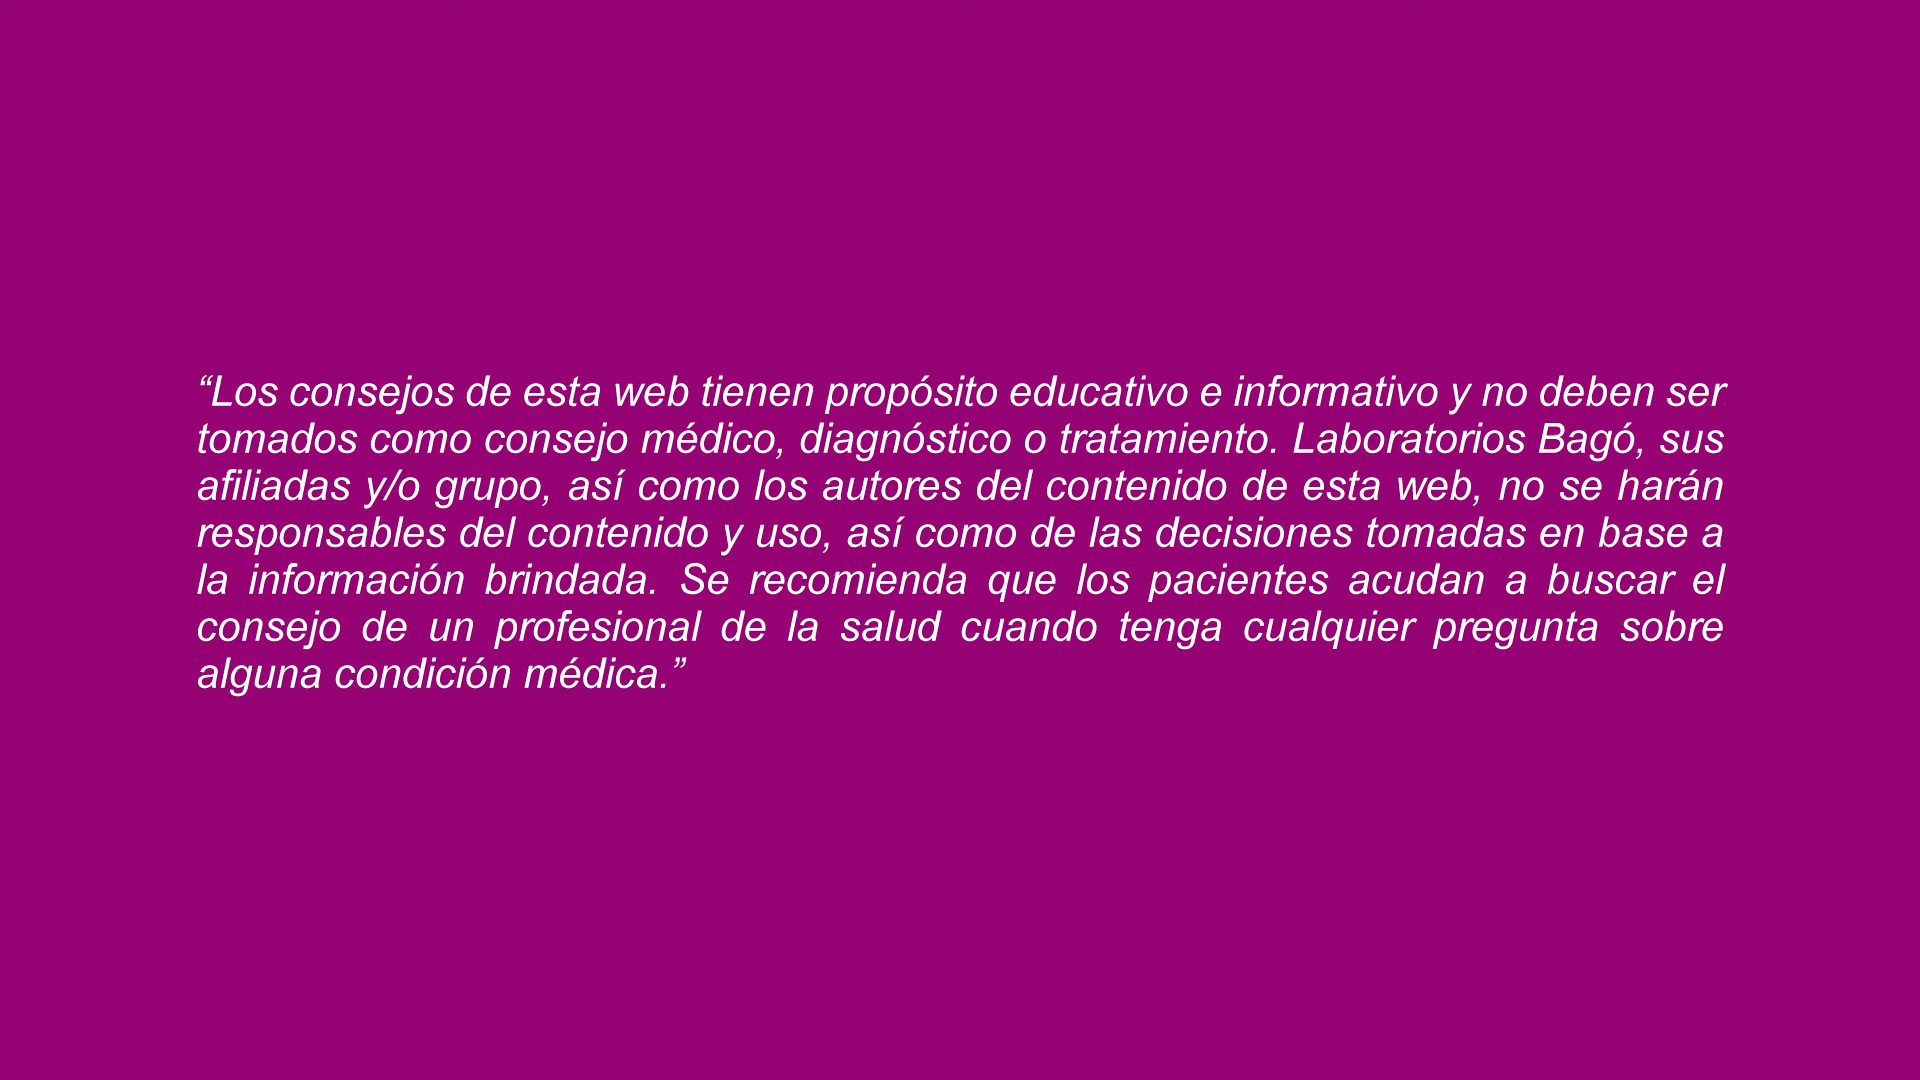 “Los consejos de esta web tienen propósito educativo e informativo y no deben ser
tomados como consejo médico, diagnóstico o tratamiento. Laboratorios Bagó, sus
afiliadas y/o grupo, así como los autores del contenido de esta web, no se harán
responsables del contenido y uso, así como de las decisiones tomadas en base a
la información brindada. Se recomienda que los pacientes acudan a buscar el
consejo de un profesional de la salud cuando tenga cualquier pregunta sobre
alguna condición médica.”